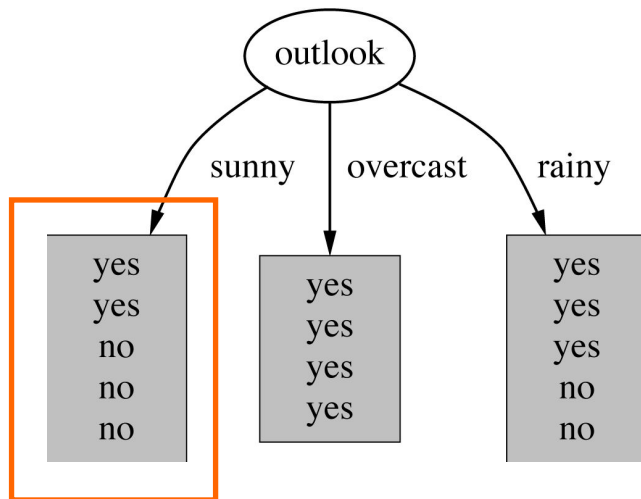 outlook
sunny
overcast
rainy
yes
yes
no
no
no
yes
yes
yes
yes
yes
yes
yes
no
no